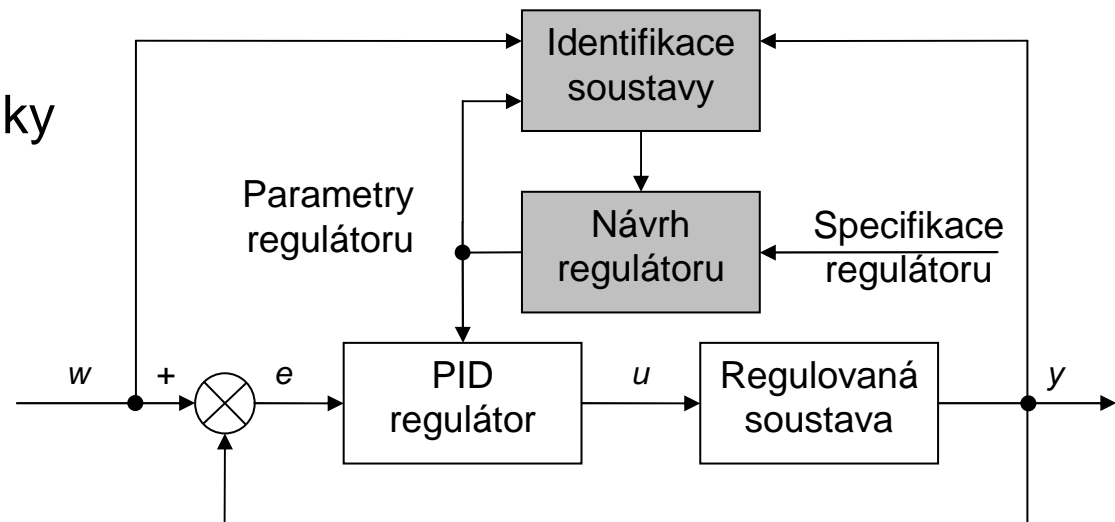 Identifikace
soustavy
ky
Parametry
regulátoru
Návrh
regulátoru
Specifikace
regulátoru
w
+
e
PID
regulátor
u
Regulovaná
soustava
y